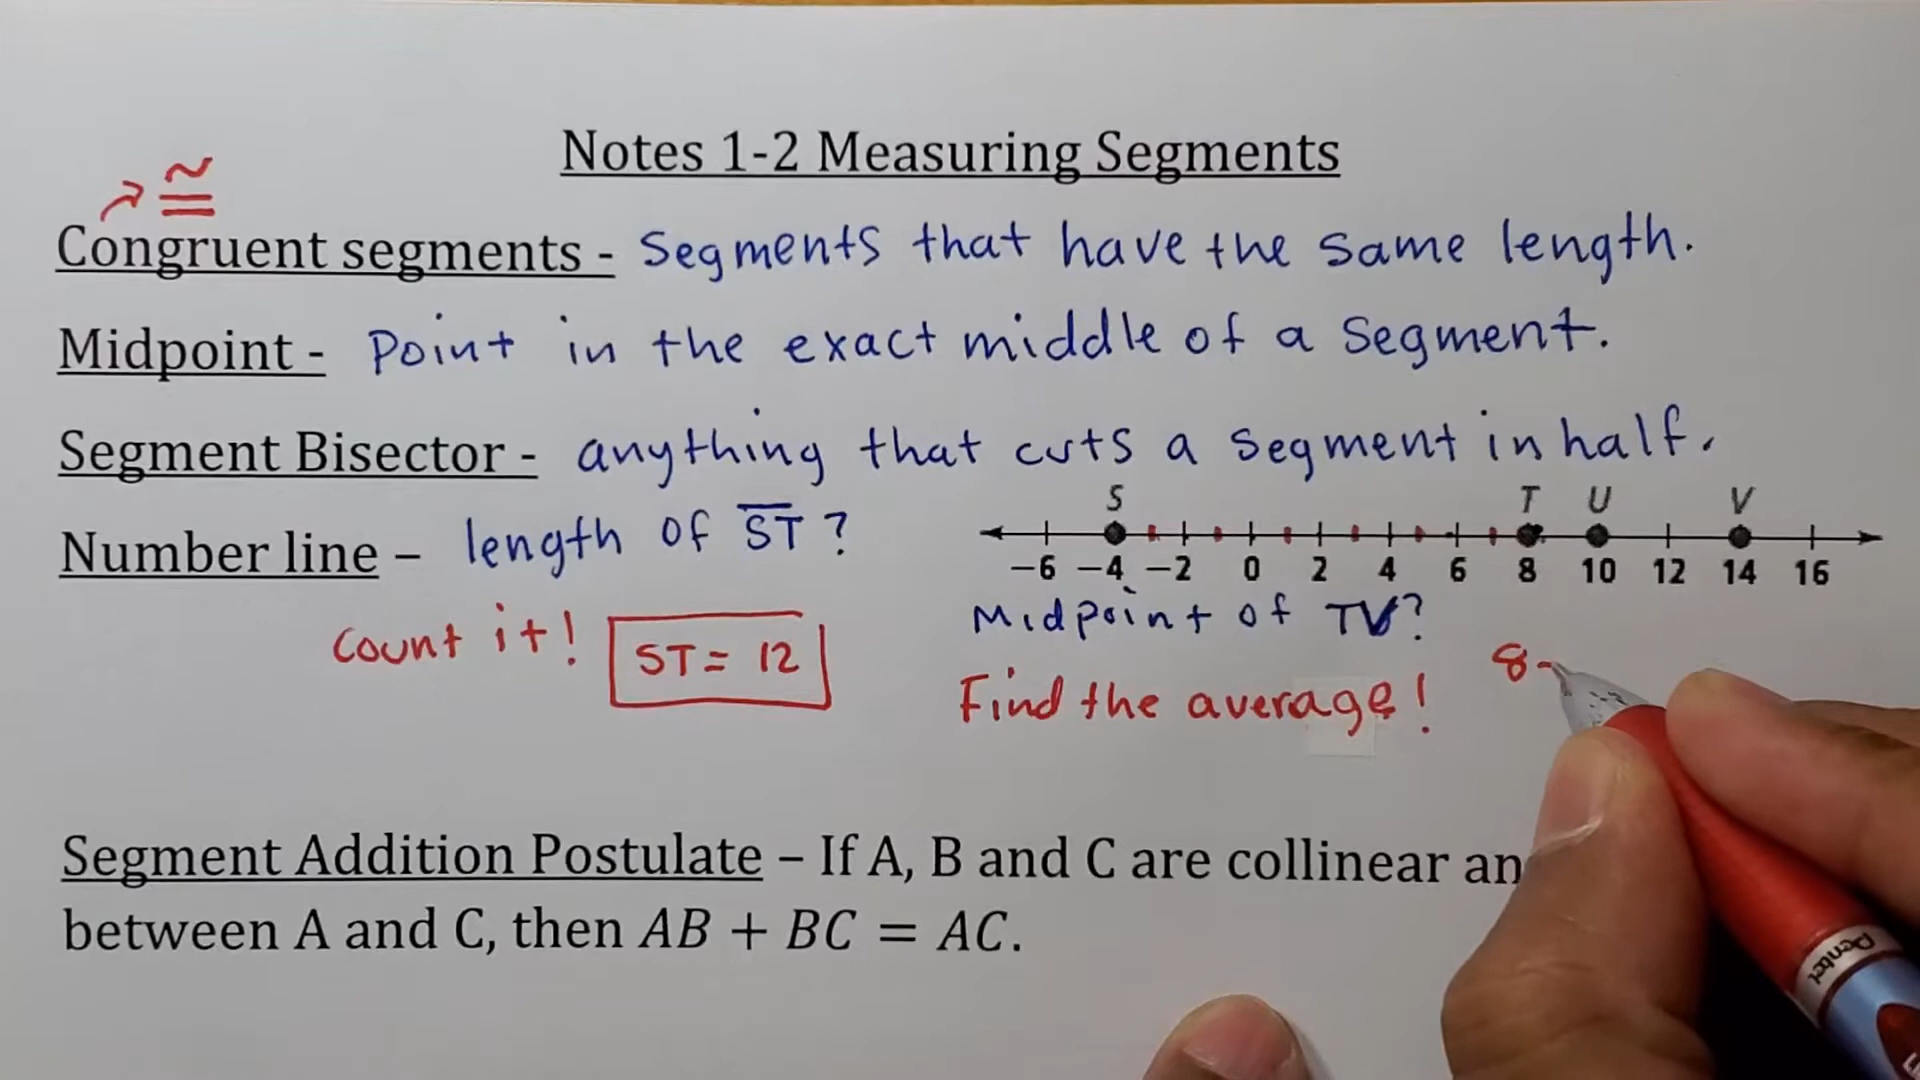 Notes 1-2 Measuring Segments
≅
Congruent segments - Segments that have the same length.
Midpoint - Point in the exact middle of a segment.
Segment Bisector - anything that cuts a segment in half.
S T U V
Number line – length of ST?
-6 -4 -2 0 2 4 6 8 10 12 14 16
Midpoint of TV?
Count it! ST = 12
Find the average!
8
Segment Addition Postulate – If A, B and C are collinear an
between A and C, then AB + BC = AC.
Pentel